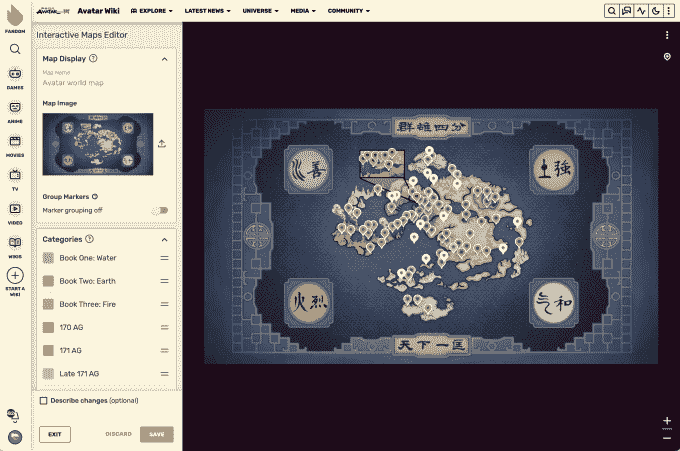 FANDOM
GAMES
ANIME
MOVIES
TV
VIDEO
WIKIS
START A
WIKI
Avatar Wiki
EXPLORE
LATEST NEWS
UNIVERSE
MEDIA
COMMUNITY
Interactive Maps Editor
Map Display
Map name
Avatar world map
Map Image
Group Markers
Marker grouping off
Categories
Book One: Water
Book Two: Earth
Book Three: Fire
170 AG
171 AG
Late 171 AG
Describe changes (optional)
EXIT
DISCARD
SAVE
群雄四分
善
土強
火烈
气和
天下一匡